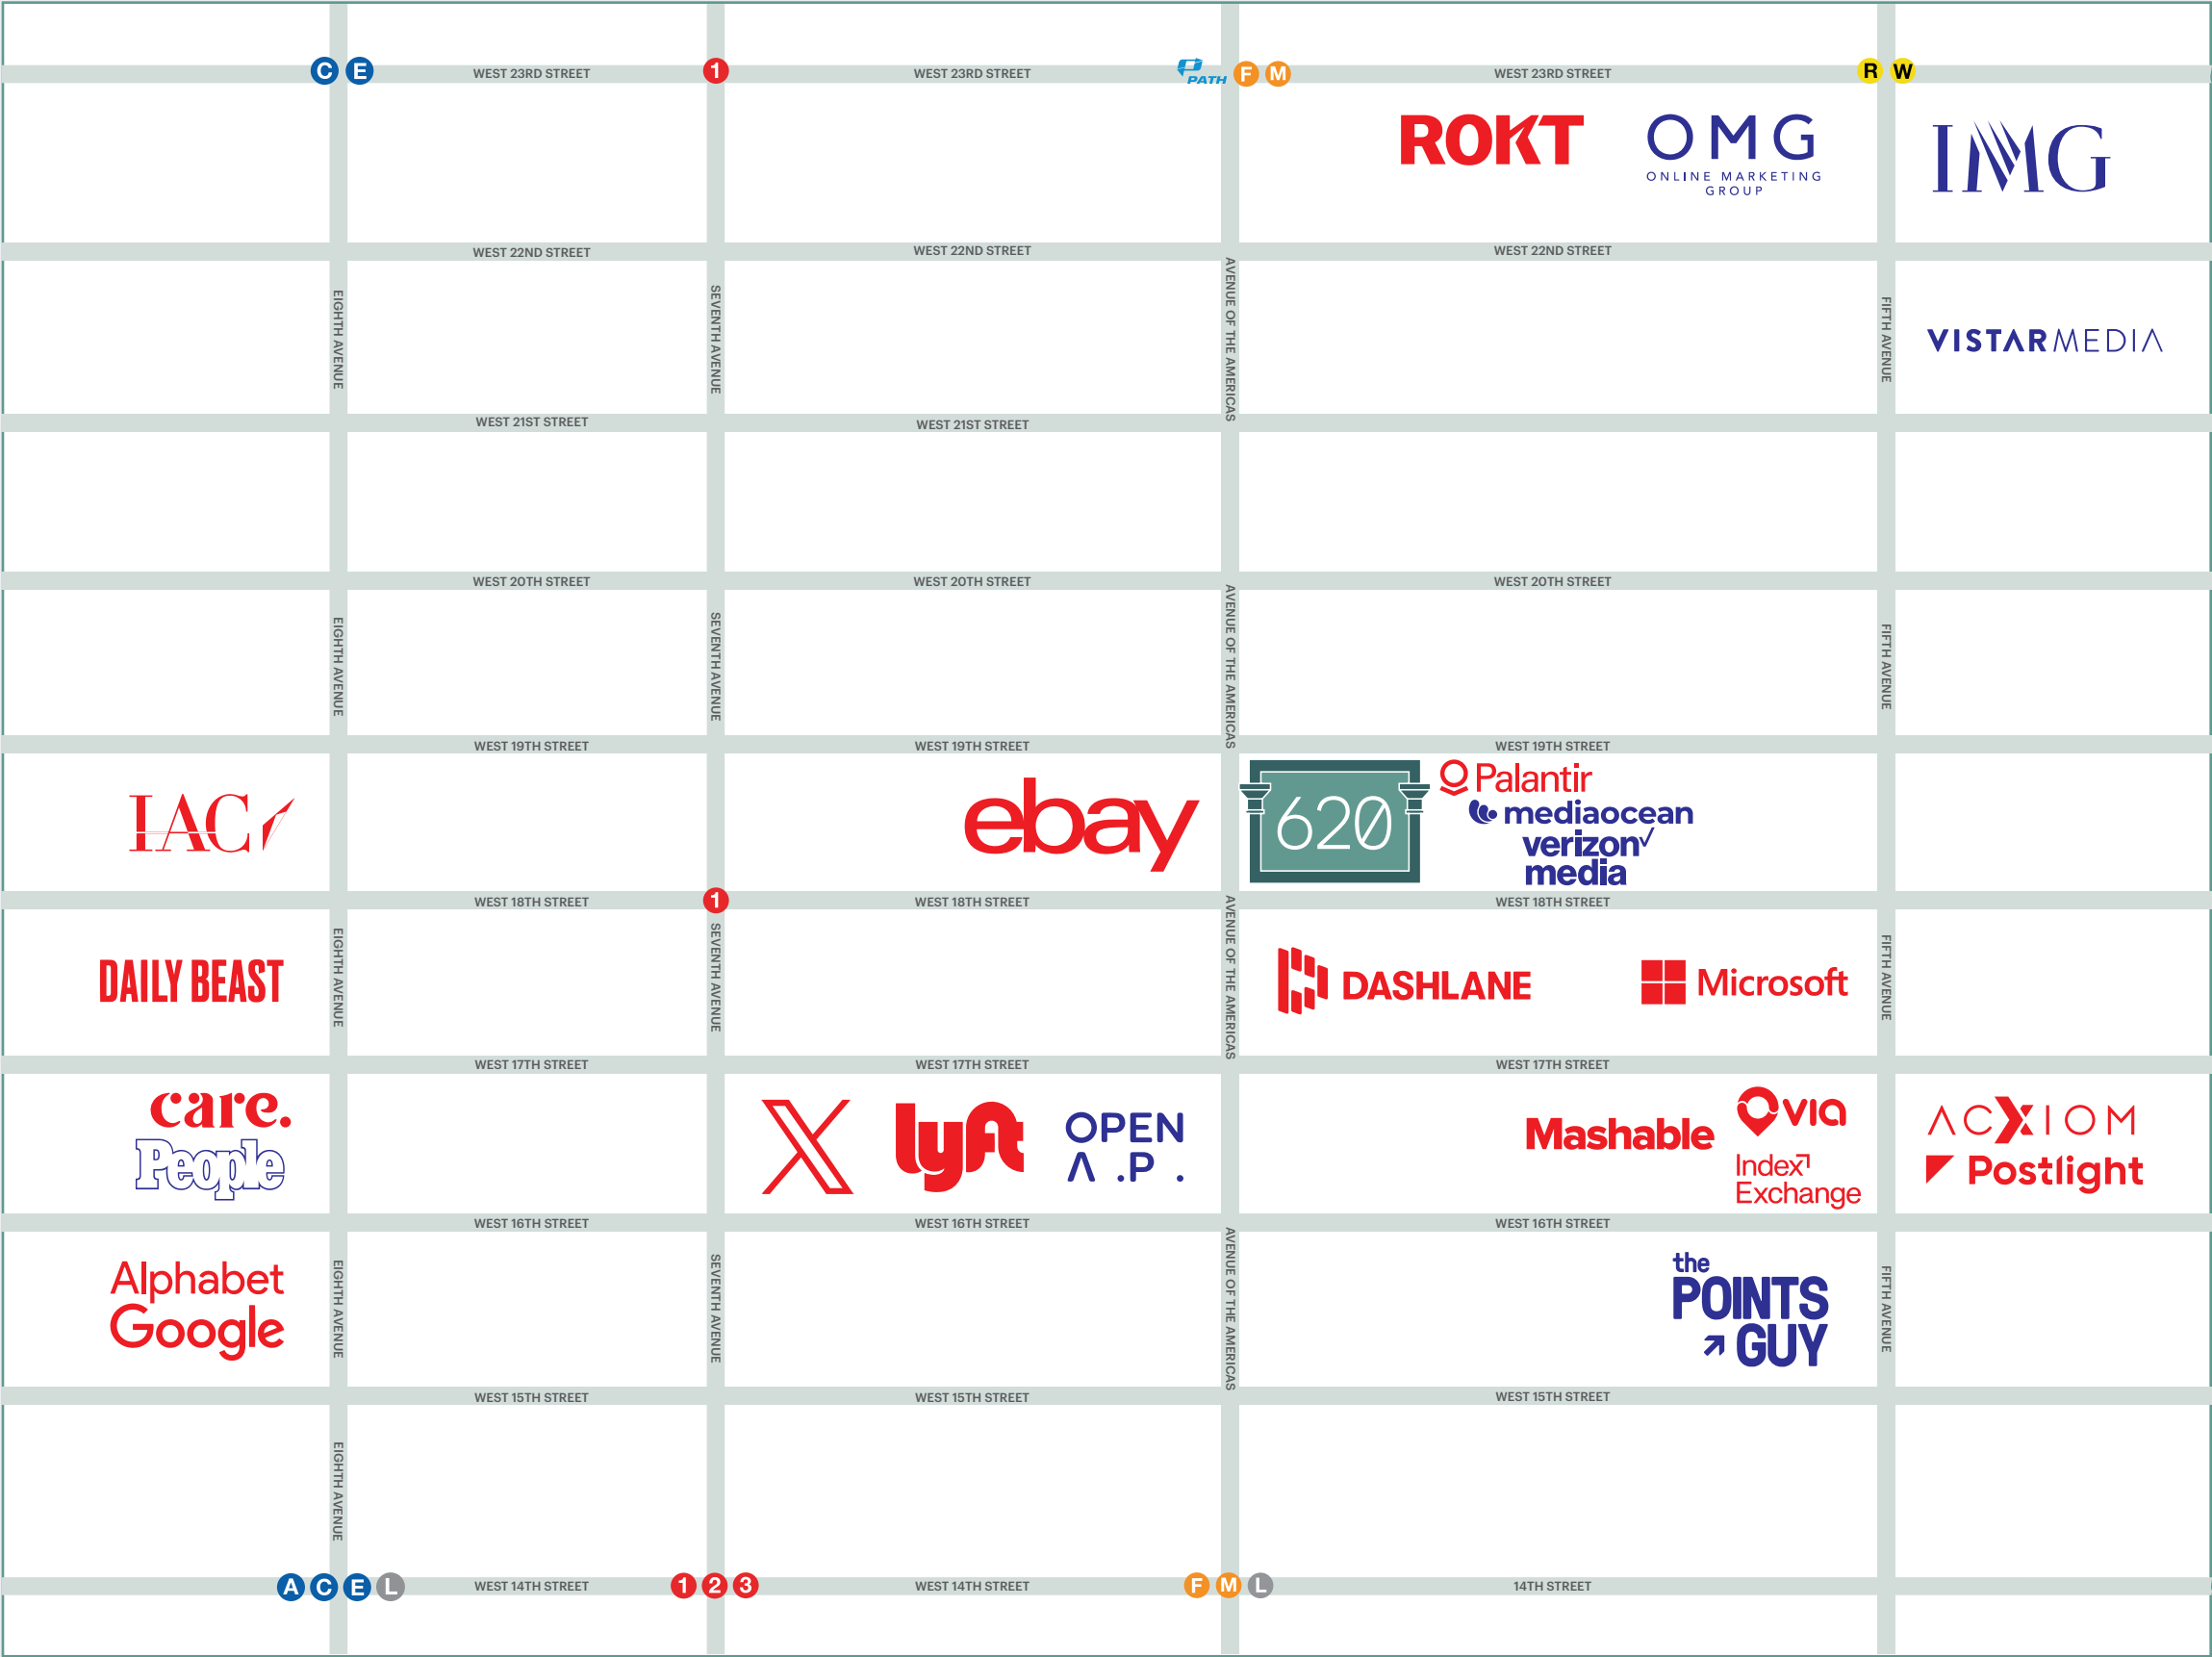 C E
WEST 23RD STREET
1
WEST 23RD STREET
PATH
F M
WEST 23RD STREET
R W
ROKT
OMG
ONLINE MARKETING
GROUP
IMG
WEST 22ND STREET
WEST 22ND STREET
WEST 22ND STREET
EIGHTH AVENUE
SEVENTH AVENUE
AVENUE OF THE AMERICAS
FIFTH AVENUE
VISTARMEDIA
WEST 21ST STREET
WEST 21ST STREET
WEST 20TH STREET
WEST 20TH STREET
WEST 20TH STREET
EIGHTH AVENUE
SEVENTH AVENUE
AVENUE OF THE AMERICAS
FIFTH AVENUE
WEST 19TH STREET
WEST 19TH STREET
WEST 19TH STREET
IAC
ebay
620
Palantir
mediaocean
verizon
media
WEST 18TH STREET
1
WEST 18TH STREET
WEST 18TH STREET
DAILY BEAST
EIGHTH AVENUE
SEVENTH AVENUE
AVENUE OF THE AMERICAS
DASHLANE
Microsoft
FIFTH AVENUE
WEST 17TH STREET
WEST 17TH STREET
WEST 17TH STREET
care.
People
X
lyft
OPEN
A .P .
Mashable
via
Index
Exchange
ACXIOM
Postlight
WEST 16TH STREET
WEST 16TH STREET
WEST 16TH STREET
Alphabet
Google
EIGHTH AVENUE
SEVENTH AVENUE
AVENUE OF THE AMERICAS
the
POINTS
GUY
FIFTH AVENUE
WEST 15TH STREET
WEST 15TH STREET
WEST 15TH STREET
EIGHTH AVENUE
A C E L
WEST 14TH STREET
1 2 3
WEST 14TH STREET
F M L
14TH STREET